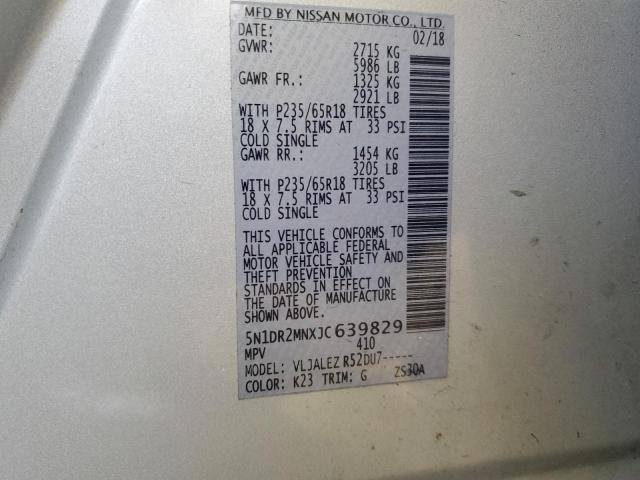 MFD BY NISSAN MOTOR CO., LTD.
DATE: 02/18
GVWR: 2715 KG
5986 LB
GAWR FR.: 1325 KG
2921 LB
WITH P235/65R18 TIRES
18 X 7.5 RIMS AT 33 PSI
COLD SINGLE
GAWR RR.: 1454 KG
3205 LB
WITH P235/65R18 TIRES
18 X 7.5 RIMS AT 33 PSI
COLD SINGLE
THIS VEHICLE CONFORMS TO
ALL APPLICABLE FEDERAL
MOTOR VEHICLE SAFETY AND
THEFT PREVENTION
STANDARDS IN EFFECT ON
THE DATE OF MANUFACTURE
SHOWN ABOVE.
5N1DR2MNXJC639829
MPV 410
MODEL: VLJALEZ R52DU7-----
COLOR: K23 TRIM: G ZS30A